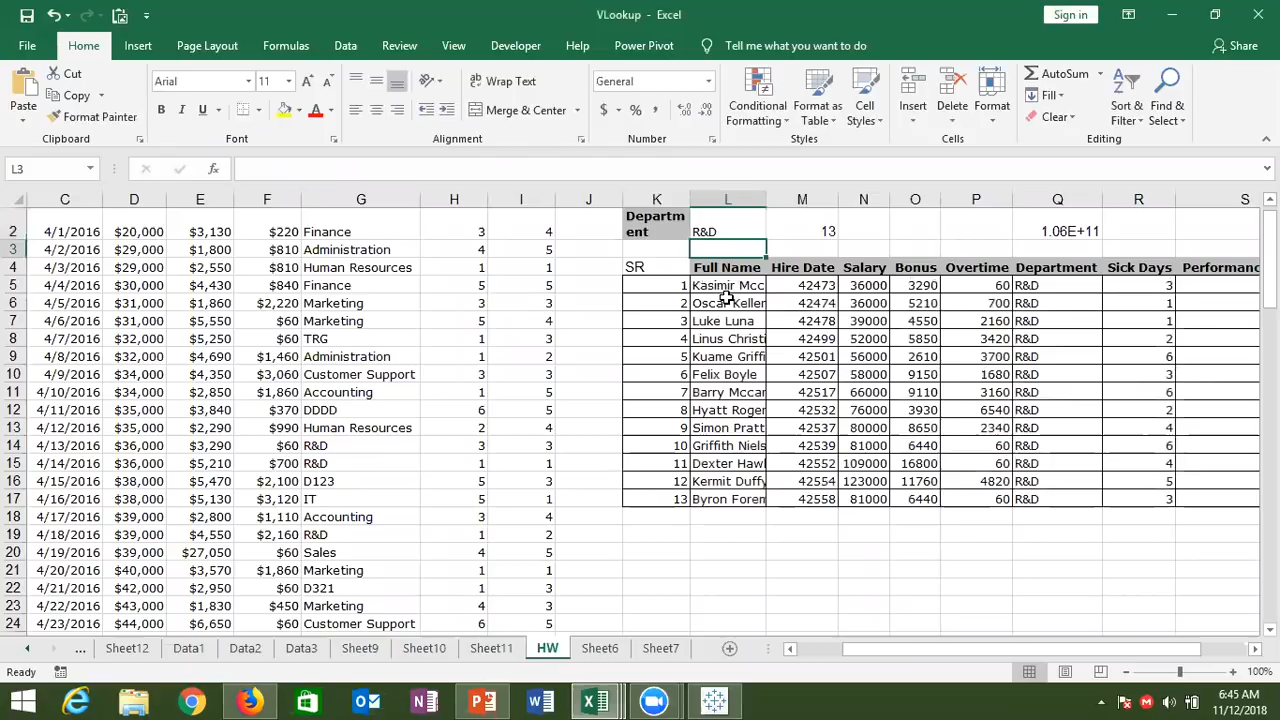 VLookup - Excel
Sign in
File Home Insert Page Layout Formulas Data Review View Developer Help Power Pivot Tell me what you want to do Share
Paste Cut Copy Format Painter Clipboard
Arial 11 A A B I U A Font
Wrap Text Merge & Center Alignment
General $ % , Number
Conditional Formatting Format as Table Cell Styles Styles
Insert Delete Format Cells
AutoSum Fill Clear Sort & Filter Find & Select Editing
L3 fx
C D E F G H I J K L M N O P Q R S
2 4/1/2016 $20,000 $3,130 $220 Finance 3 4 Departm ent R&D 13 1.06E+11
3 4/2/2016 $29,000 $1,800 $810 Administration 4 5
4 4/3/2016 $29,000 $2,550 $810 Human Resources 1 1 SR Full Name Hire Date Salary Bonus Overtime Department Sick Days Performanc
5 4/4/2016 $30,000 $4,430 $840 Finance 5 5 1 Kasimir Mcc 42473 36000 3290 60 R&D 3
6 4/5/2016 $31,000 $1,860 $2,220 Marketing 3 3 2 Oscar Keller 42474 36000 5210 700 R&D 1
7 4/6/2016 $31,000 $5,550 $60 Marketing 5 4 3 Luke Luna 42478 39000 4550 2160 R&D 1
8 4/7/2016 $32,000 $5,250 $60 TRG 1 3 4 Linus Christi 42499 52000 5850 3420 R&D 2
9 4/8/2016 $32,000 $4,690 $1,460 Administration 1 2 5 Kuame Griffi 42501 56000 2610 3700 R&D 6
10 4/9/2016 $34,000 $4,350 $3,060 Customer Support 3 3 6 Felix Boyle 42507 58000 9150 1680 R&D 3
11 4/10/2016 $34,000 $2,850 $1,860 Accounting 1 5 7 Barry Mccar 42517 66000 9110 3160 R&D 6
12 4/11/2016 $35,000 $3,840 $370 DDDD 6 5 8 Hyatt Roger 42532 76000 3930 6540 R&D 2
13 4/12/2016 $35,000 $2,620 $990 Human Resources 2 4 9 Simon Pratt 42537 80000 8650 2340 R&D 4
14 4/13/2016 $36,000 $3,290 $60 R&D 3 3 10 Griffith Niels 42539 81000 6440 60 R&D 6
15 4/14/2016 $36,000 $5,210 $700 R&D 1 1 11 Dexter Hawk 42552 109000 16800 60 R&D 4
16 4/15/2016 $38,000 $5,470 $2,100 D123 5 3 12 Kermit Duffy 42554 123000 11760 4820 R&D 5
17 4/16/2016 $38,000 $5,130 $3,120 IT 5 1 13 Byron Foren 42558 81000 6440 60 R&D 3
18 4/17/2016 $39,000 $2,800 $1,110 Accounting 3 4
19 4/18/2016 $39,000 $4,550 $2,160 R&D 1 2
20 4/19/2016 $39,000 $27,050 $60 Sales 4 5
21 4/20/2016 $40,000 $3,570 $1,860 Marketing 1 1
22 4/21/2016 $42,000 $2,950 $60 D321 1 3
23 4/22/2016 $43,000 $1,830 $450 Marketing 4 3
24 4/23/2016 $44,000 $6,650 $60 Customer Support 6 5
... Sheet12 Data1 Data2 Data3 Sheet9 Sheet10 Sheet11 HW Sheet6 Sheet7
Ready 100%
6:45 AM
11/12/2018